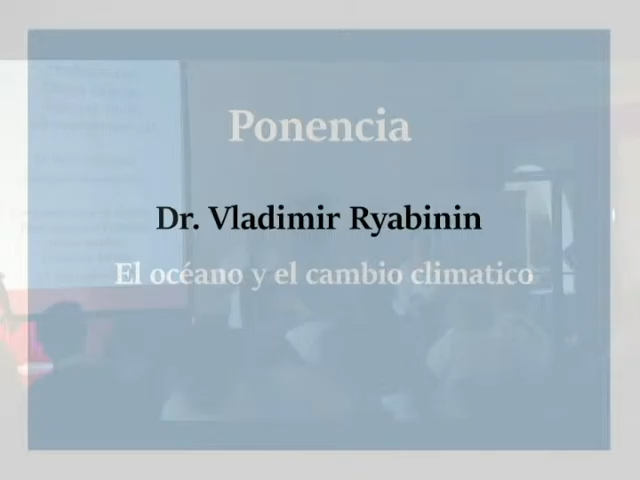 Ponencia
Dr. Vladimir Ryabinin
El océano y el cambio climatico